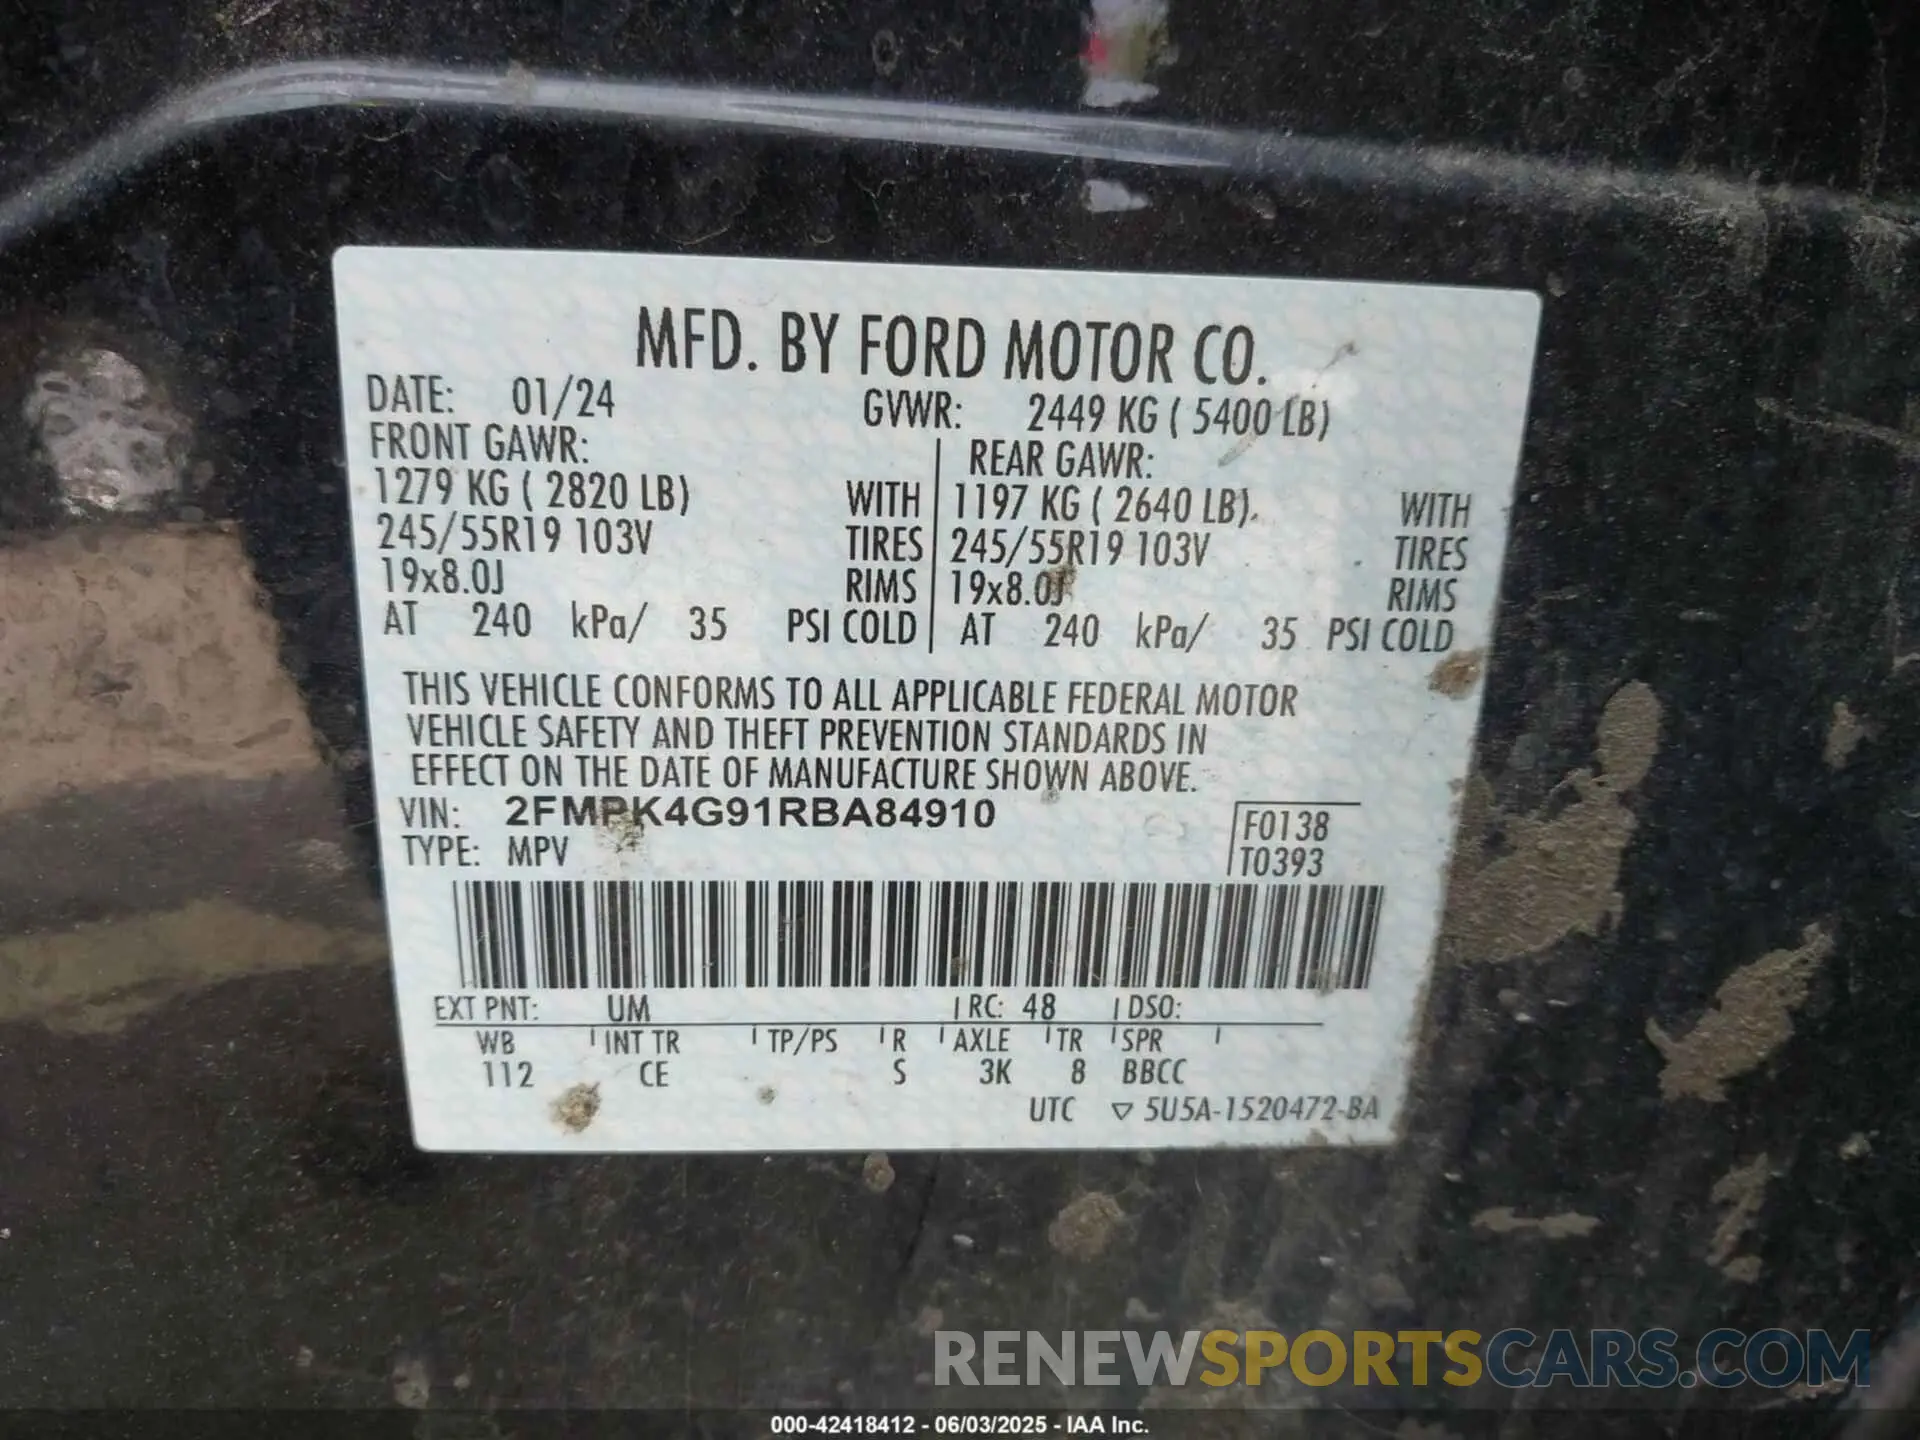 MFD. BY FORD MOTOR CO.
DATE: 01/24 GVWR: 2449 KG ( 5400 LB)
FRONT GAWR: REAR GAWR:
1279 KG ( 2820 LB) WITH 1197 KG ( 2640 LB) WITH
245/55R19 103V TIRES 245/55R19 103V TIRES
19x8.0J RIMS 19x8.0J RIMS
AT 240 kPa/ 35 PSI COLD AT 240 kPa/ 35 PSI COLD
THIS VEHICLE CONFORMS TO ALL APPLICABLE FEDERAL MOTOR
VEHICLE SAFETY AND THEFT PREVENTION STANDARDS IN
EFFECT ON THE DATE OF MANUFACTURE SHOWN ABOVE.
VIN: 2FMPK4G91RBA84910 F0138
TYPE: MPV T0393
EXT PNT: UM RC: 48 DSO:
WB INT TR TP/PS R AXLE TR SPR
112 CE S 3K 8 BBCC
UTC ▽ 5U5A-1520472-BA
RENEWSPORTSCARS.COM
000-42418412 - 06/03/2025 - IAA Inc.